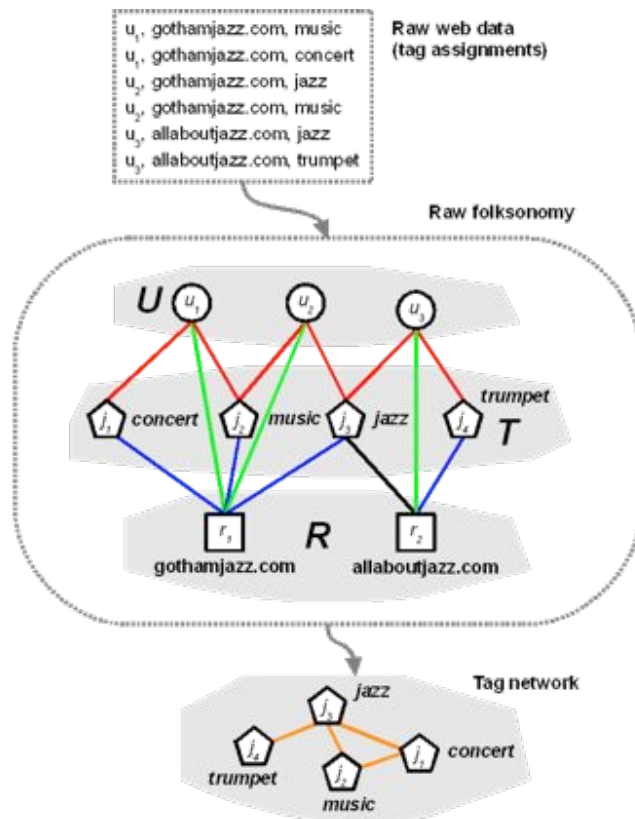 u1, gothamjazz.com, music
u1, gothamjazz.com, concert
u2, gothamjazz.com, jazz
u2, gothamjazz.com, music
u3, allaboutjazz.com, jazz
u3, allaboutjazz.com, trumpet
Raw web data
(tag assignments)
Raw folksonomy
U
u1
u2
u3
j1
concert
j2
music
j3
jazz
j4
trumpet
T
r1
R
r2
gothamjazz.com
allaboutjazz.com
Tag network
j3
jazz
j4
trumpet
j2
music
j1
concert